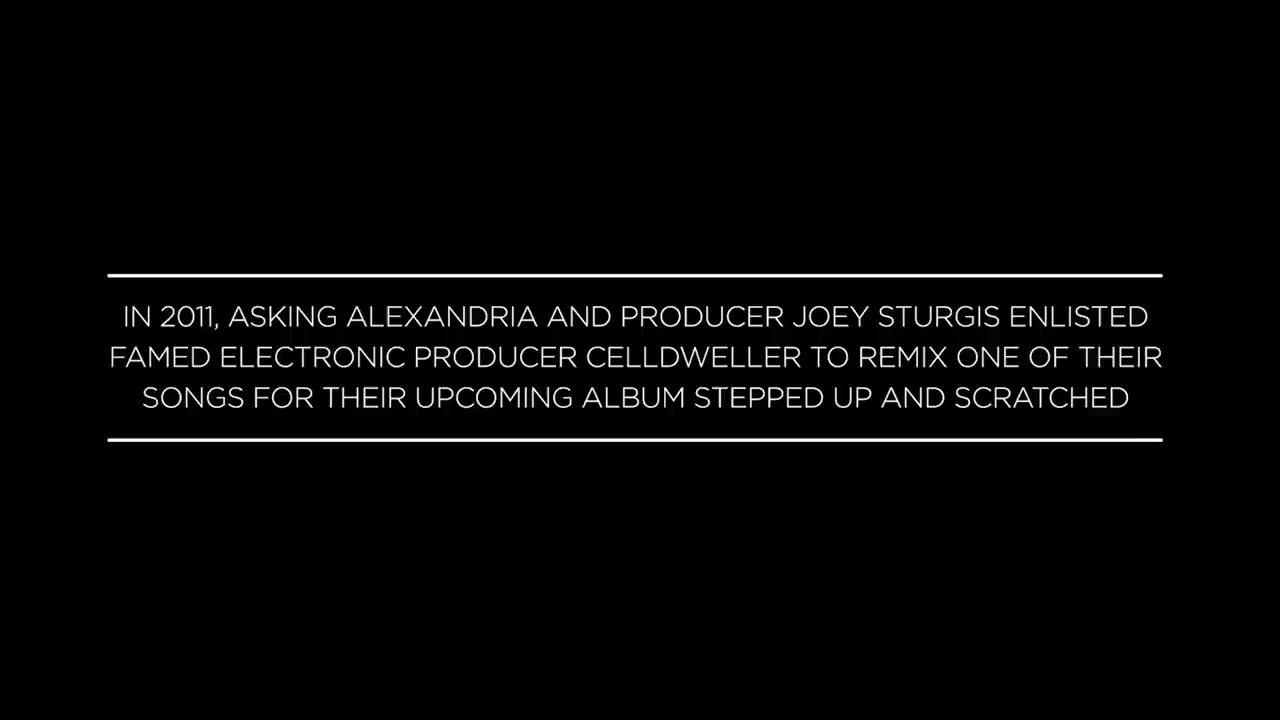 IN 2011, ASKING ALEXANDRIA AND PRODUCER JOEY STURGIS ENLISTED
FAMED ELECTRONIC PRODUCER CELLDWELLER TO REMIX ONE OF THEIR
SONGS FOR THEIR UPCOMING ALBUM STEPPED UP AND SCRATCHED